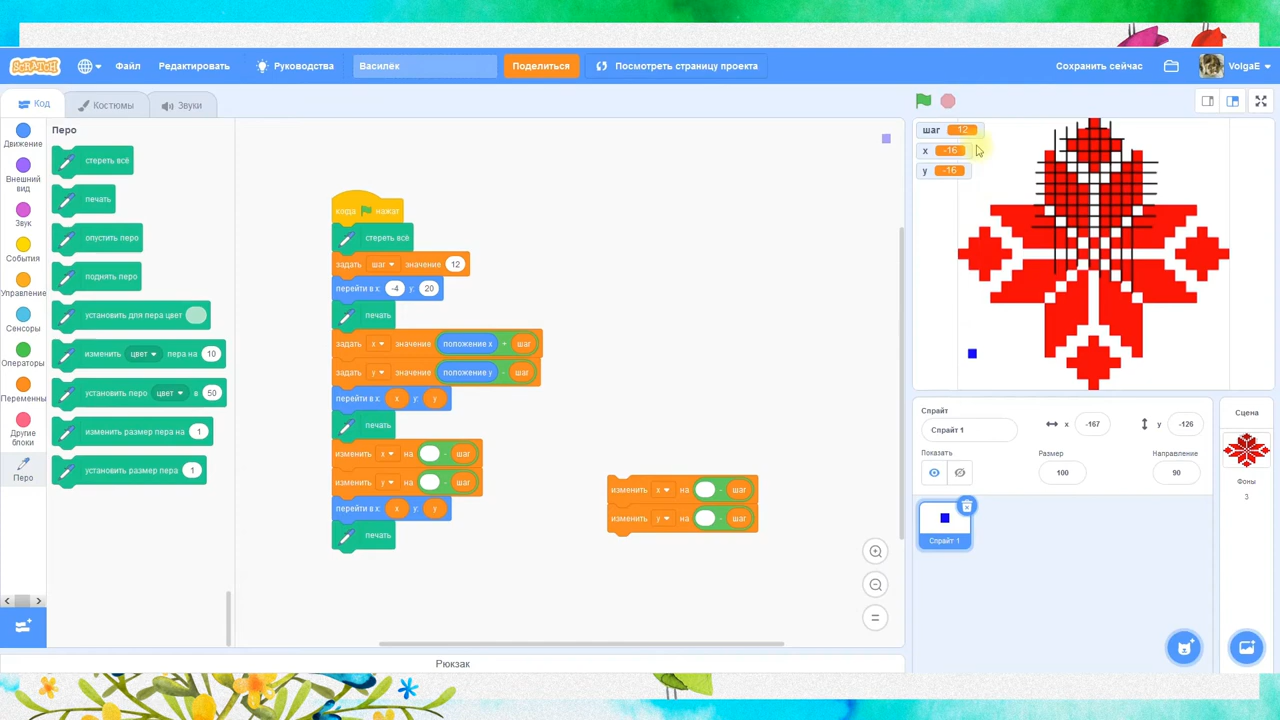 SCRATCH
Файл
Редактировать
Руководства
Василёк
Поделиться
Посмотреть страницу проекта
Сохранить сейчас
VolgaE
Код
Костюмы
Звуки
Движение
Внешний
вид
Звук
События
Управление
Сенсоры
Операторы
Переменны
Другие
блоки
Перо
Перо
стереть всё
печать
опустить перо
поднять перо
установить для пера цвет
изменить цвет пера на 10
установить перо цвет в 50
изменить размер пера на 1
установить размер пера 1
когда нажат
стереть всё
задать шаг значение 12
перейти в x: -4 y: 20
печать
задать x значение положение x + шаг
задать y значение положение y - шаг
перейти в x: x y: y
печать
изменить x на - шаг
изменить y на - шаг
перейти в x: x y: y
печать
изменить x на - шаг
изменить y на - шаг
Рюкзак
шаг 12
x -16
y -16
Спрайт
Спрайт 1
x -167
y -126
Показать
Размер
100
Направление
90
Спрайт 1
Сцена
Фоны
3